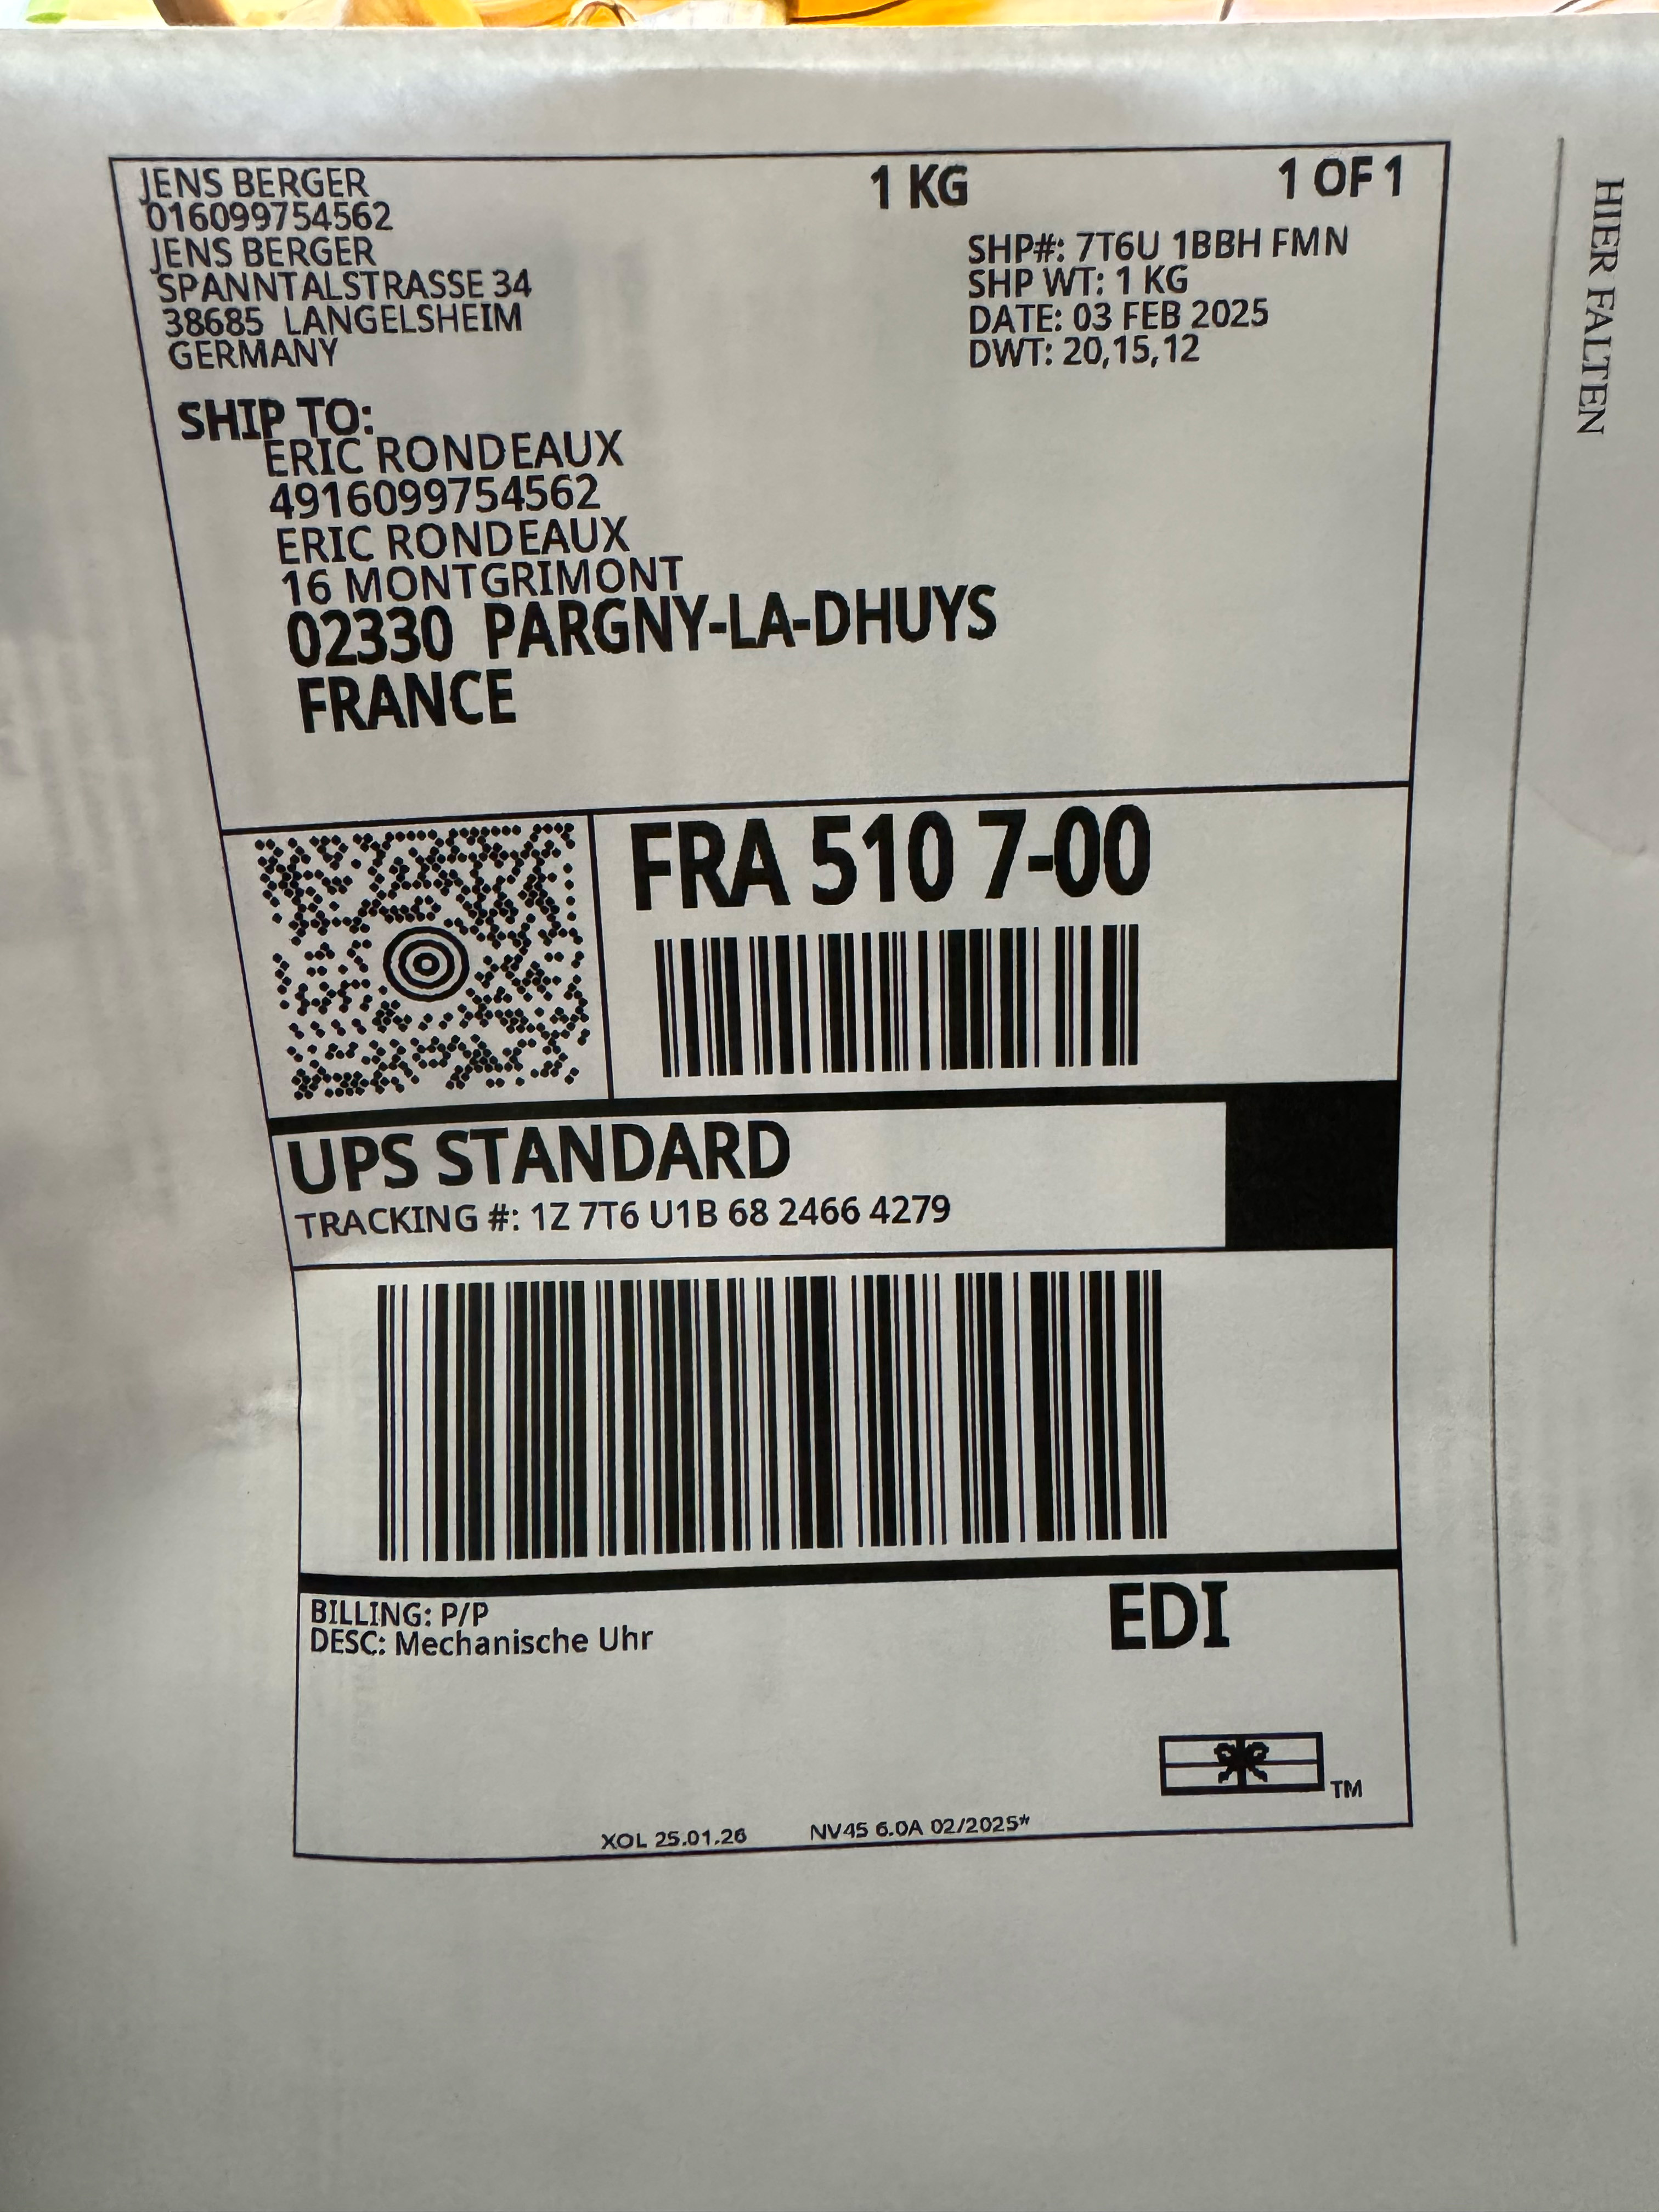 JENS BERGER
016099754562
JENS BERGER
SPANNTALSTRASSE 34
38685 LANGELSHEIM
GERMANY
1 KG
1 OF 1
SHP#: 7T6U 1BBH FMN
SHP WT: 1 KG
DATE: 03 FEB 2025
DWT: 20,15,12
SHIP TO:
ERIC RONDEAUX
4916099754562
ERIC RONDEAUX
16 MONTGRIMONT
02330 PARGNY-LA-DHUYS
FRANCE
FRA 510 7-00
UPS STANDARD
TRACKING #: 1Z 7T6 U1B 68 2466 4279
BILLING: P/P
DESC: Mechanische Uhr
EDI
TM
XOL 25.01.26 NV45 6.0A 02/2025*
HIER FALTEN